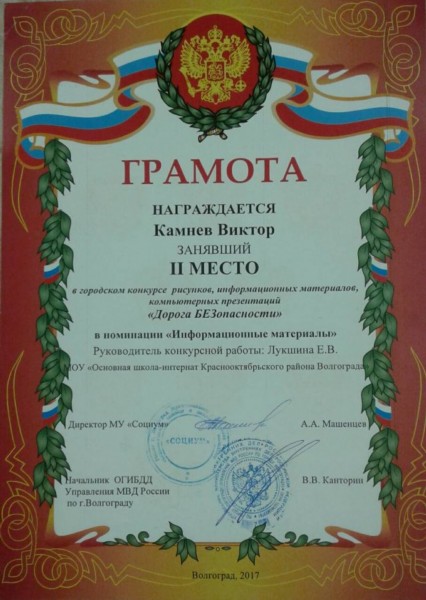 ГРАМОТА
НАГРАЖДАЕТСЯ
Камнев Виктор
ЗАНЯВШИЙ
II МЕСТО
в городском конкурсе рисунков, информационных материалов,
компьютерных презентаций
«Дорога БЕЗопасности»
в номинации «Информационные материалы»
Руководитель конкурсной работы: Лукшина Е.В.
МОУ «Основная школа-интернат Краснооктябрьского района Волгограда
Директор МУ «Социум» А.А. Машенцев
«СОЦИУМ»
Начальник ОГИБДД В.В. Канторин
Управления МВД России
по г.Волгограду
Волгоград, 2017